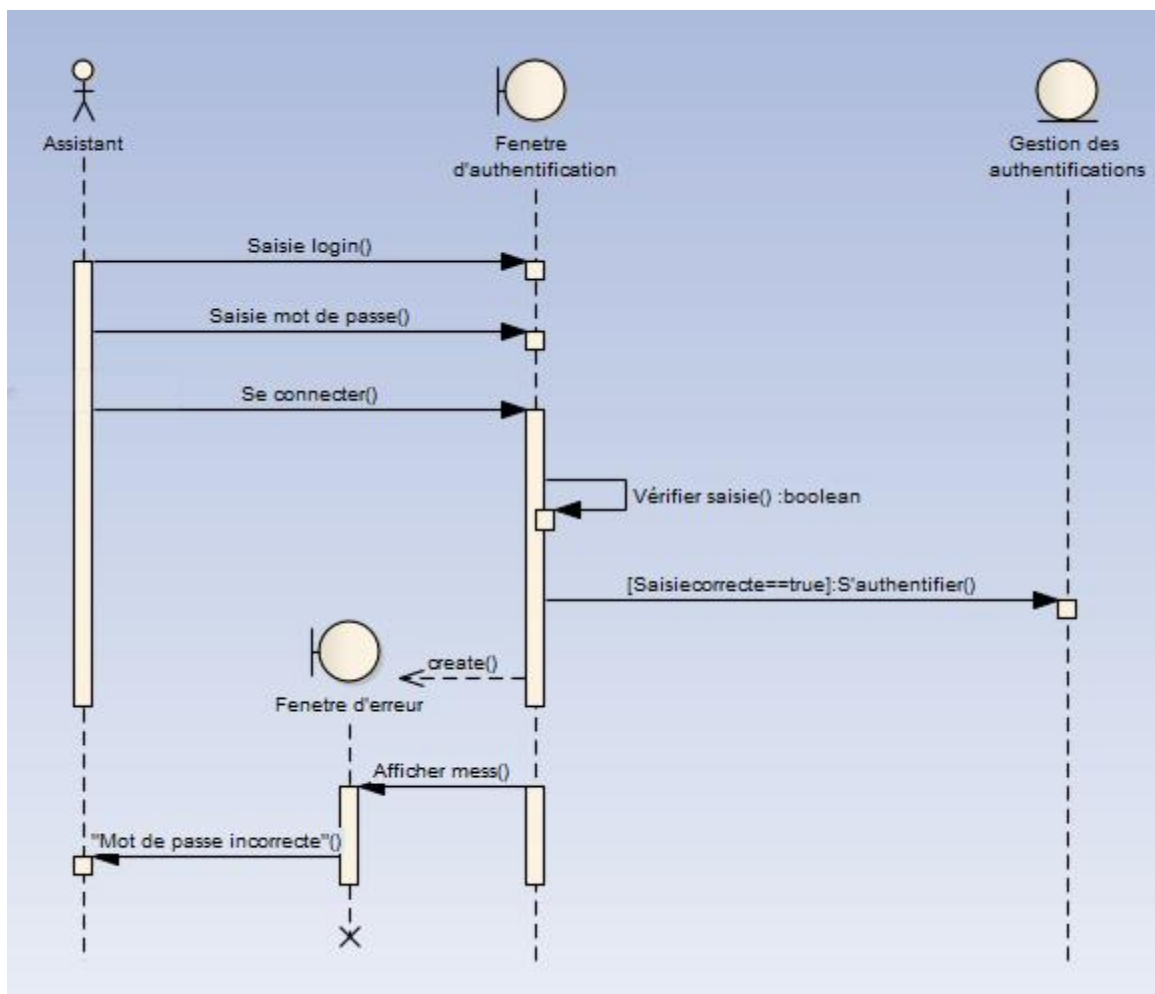 Assistant
Fenetre
d'authentification
Gestion des
authentifications
Saisie login()
Saisie mot de passe()
Se connecter()
Vérifier saisie() :boolean
[Saisiecorrecte==true]:S'authentifier()
create()
Fenetre d'erreur
Afficher mess()
"Mot de passe incorrecte"()